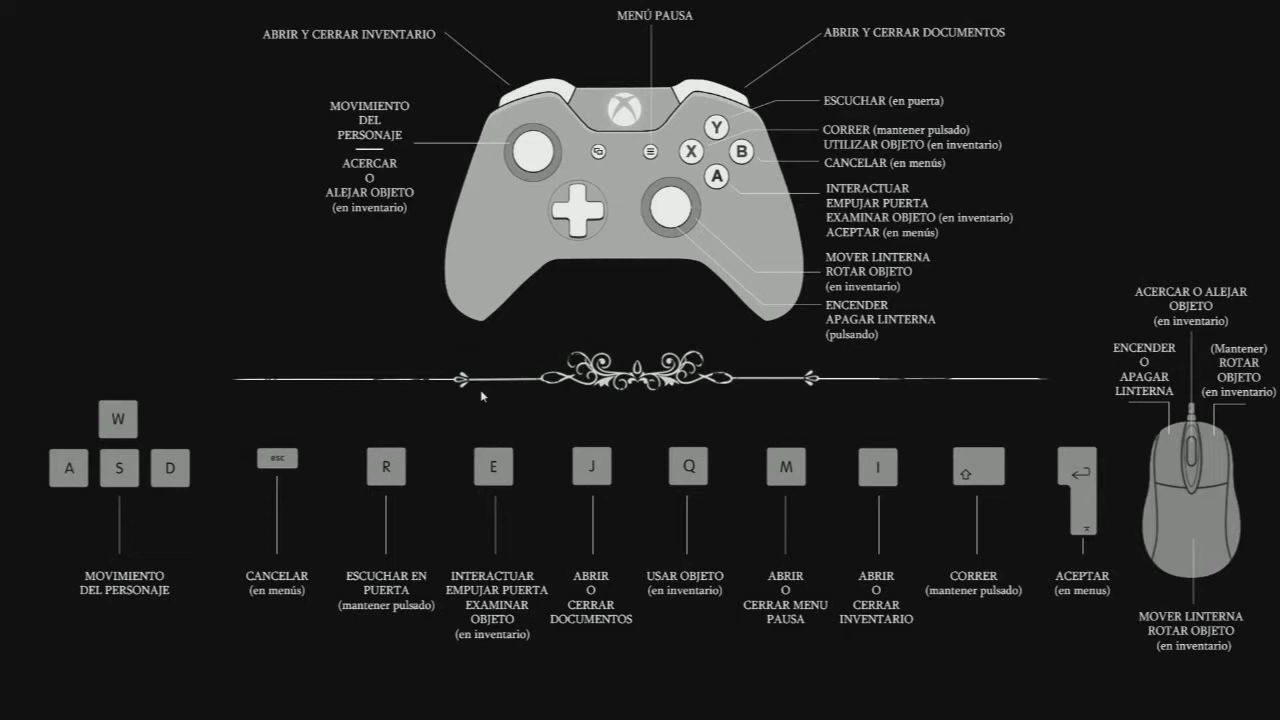 MENÚ PAUSA
ABRIR Y CERRAR INVENTARIO
ABRIR Y CERRAR DOCUMENTOS
MOVIMIENTO
DEL
PERSONAJE
ACERCAR
O
ALEJAR OBJETO
(en inventario)
Y
X
B
A
ESCUCHAR (en puerta)
CORRER (mantener pulsado)
UTILIZAR OBJETO (en inventario)
CANCELAR (en menús)
INTERACTUAR
EMPUJAR PUERTA
EXAMINAR OBJETO (en inventario)
ACEPTAR (en menús)
MOVER LINTERNA
ROTAR OBJETO
(en inventario)
ENCENDER
APAGAR LINTERNA
(pulsando)
ACERCAR O ALEJAR
OBJETO
(en inventario)
ENCENDER
O
APAGAR
LINTERNA
(Mantener)
ROTAR
OBJETO
(en inventario)
W
A S D
esc
R
E
J
Q
M
I
MOVIMIENTO
DEL PERSONAJE
CANCELAR
(en menús)
ESCUCHAR EN
PUERTA
(mantener pulsado)
INTERACTUAR
EMPUJAR PUERTA
EXAMINAR
OBJETO
(en inventario)
ABRIR
O
CERRAR
DOCUMENTOS
USAR OBJETO
(en inventario)
ABRIR
O
CERRAR MENU
PAUSA
ABRIR
O
CERRAR
INVENTARIO
CORRER
(mantener pulsado)
ACEPTAR
(en menus)
MOVER LINTERNA
ROTAR OBJETO
(en inventario)